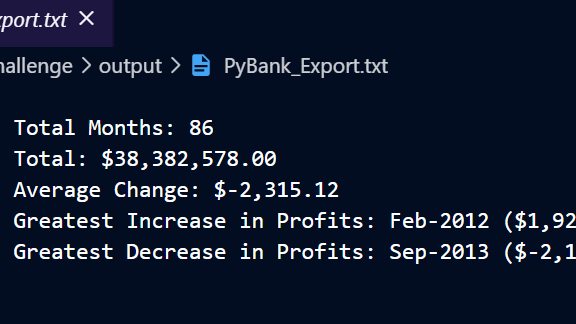 xport.txt ×
hallenge > output > PyBank_Export.txt
Total Months: 86
Total: $38,382,578.00
Average Change: $-2,315.12
Greatest Increase in Profits: Feb-2012 ($1,92
Greatest Decrease in Profits: Sep-2013 ($-2,1